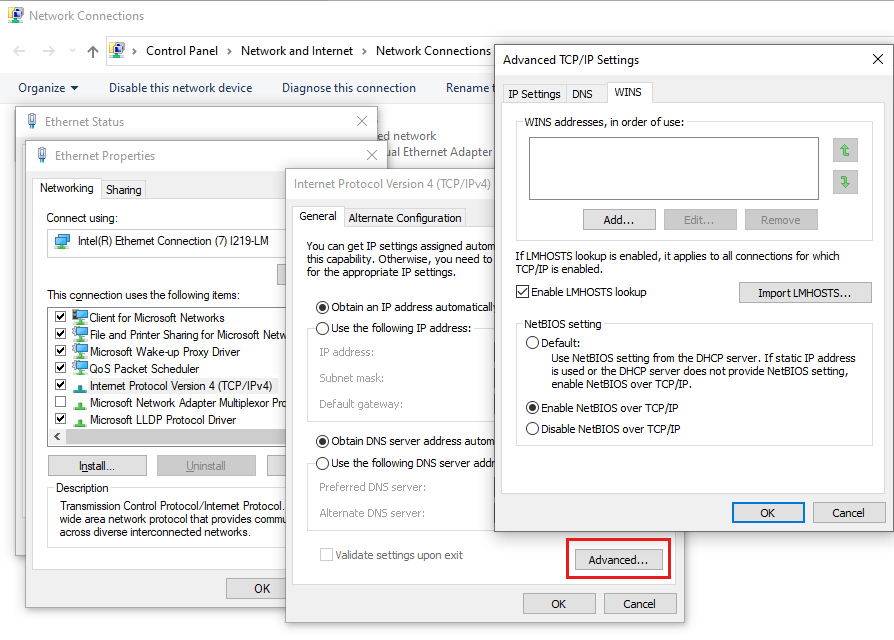 Network Connections
Control Panel
Network and Internet
Network Connections
Organize
Disable this network device
Diagnose this connection
Rename t
Ethernet Status
ed network
ual Ethernet Adapter
Ethernet Properties
Networking
Sharing
Connect using:
Intel(R) Ethernet Connection (7) I219-LM
This connection uses the following items:
Client for Microsoft Networks
File and Printer Sharing for Microsoft Netw
Microsoft Wake-up Proxy Driver
QoS Packet Scheduler
Internet Protocol Version 4 (TCP/IPv4)
Microsoft Network Adapter Multiplexor Pro
Microsoft LLDP Protocol Driver
Install...
Uninstall
Description
Transmission Control Protocol/Internet Protocol.
wide area network protocol that provides commu
across diverse interconnected networks.
OK
Internet Protocol Version 4 (TCP/IPv4)
General
Alternate Configuration
You can get IP settings assigned autom
this capability. Otherwise, you need to
for the appropriate IP settings.
Obtain an IP address automatically
Use the following IP address:
IP address:
Subnet mask:
Default gateway:
Obtain DNS server address autom
Use the following DNS server addr
Preferred DNS server:
Alternate DNS server:
Validate settings upon exit
Advanced...
OK
Cancel
Advanced TCP/IP Settings
IP Settings
DNS
WINS
WINS addresses, in order of use:
Add...
Edit...
Remove
If LMHOSTS lookup is enabled, it applies to all connections for which
TCP/IP is enabled.
Enable LMHOSTS lookup
Import LMHOSTS...
NetBIOS setting
Default:
Use NetBIOS setting from the DHCP server. If static IP address
is used or the DHCP server does not provide NetBIOS setting,
enable NetBIOS over TCP/IP.
Enable NetBIOS over TCP/IP
Disable NetBIOS over TCP/IP
OK
Cancel